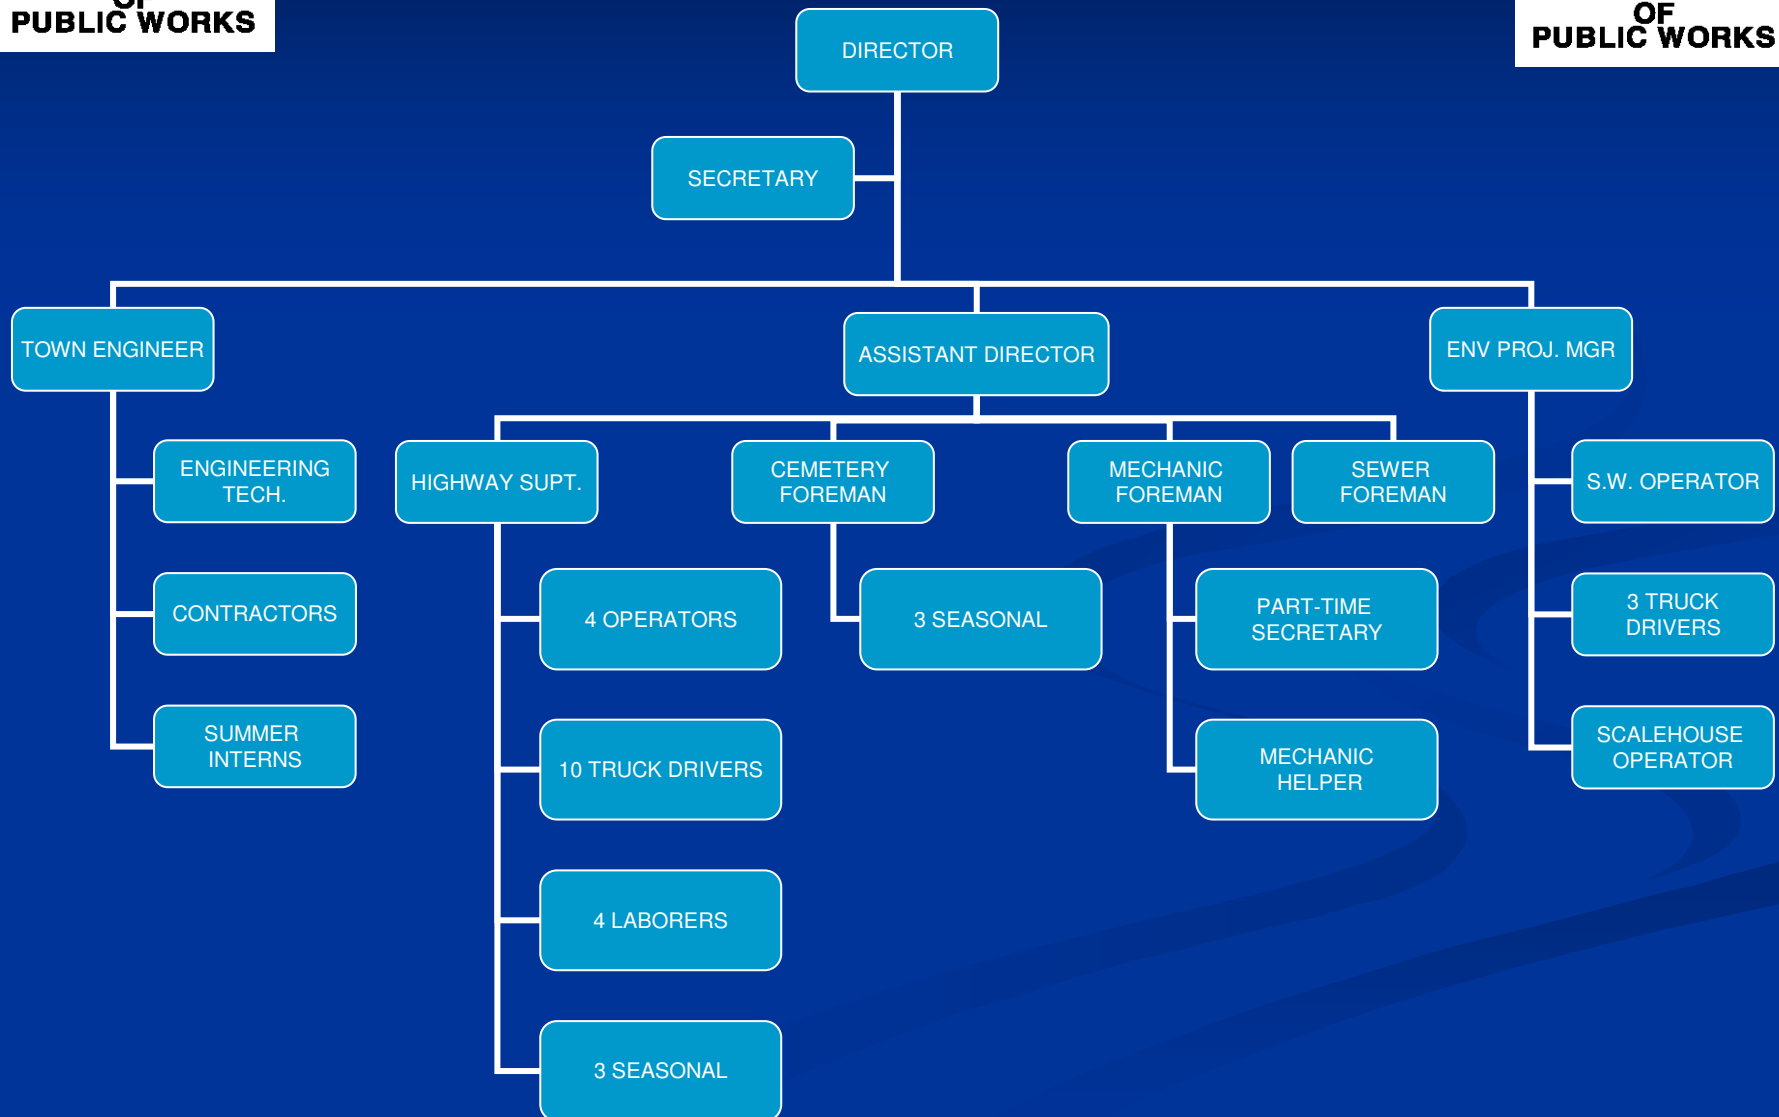 OF
PUBLIC WORKS
OF
PUBLIC WORKS
DIRECTOR
SECRETARY
TOWN ENGINEER
ASSISTANT DIRECTOR
ENV PROJ. MGR
ENGINEERING
TECH.
CONTRACTORS
SUMMER
INTERNS
HIGHWAY SUPT.
4 OPERATORS
10 TRUCK DRIVERS
4 LABORERS
3 SEASONAL
CEMETERY
FOREMAN
3 SEASONAL
MECHANIC
FOREMAN
PART-TIME
SECRETARY
MECHANIC
HELPER
SEWER
FOREMAN
S.W. OPERATOR
3 TRUCK
DRIVERS
SCALEHOUSE
OPERATOR